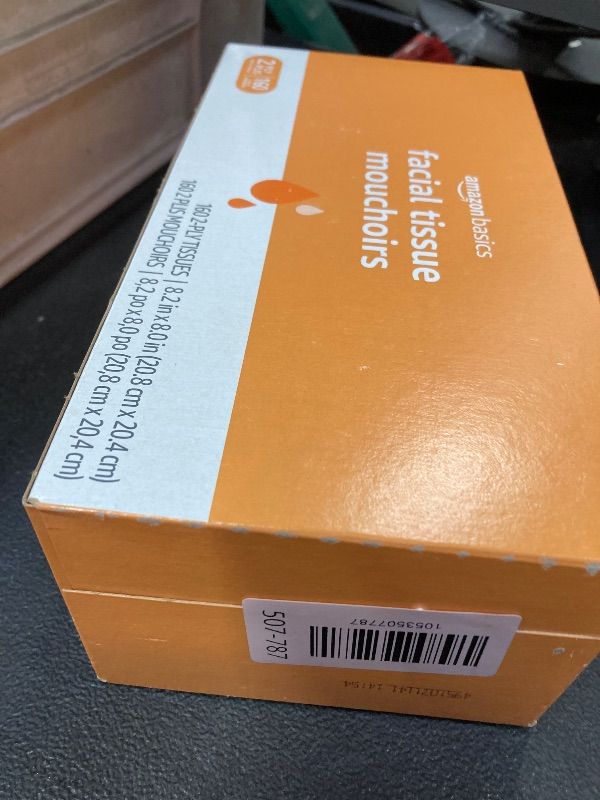 amazon basics
facial tissue
mouchoirs
160
160 2-PLY TISSUES | 8.2 in x 8.0 in (20.8 cm x 20.4 cm)
160 2 PLIS MOUCHOIRS | 8,2 po x 8,0 po (20,8 cm x 20,4 cm)
507-787
1053507787